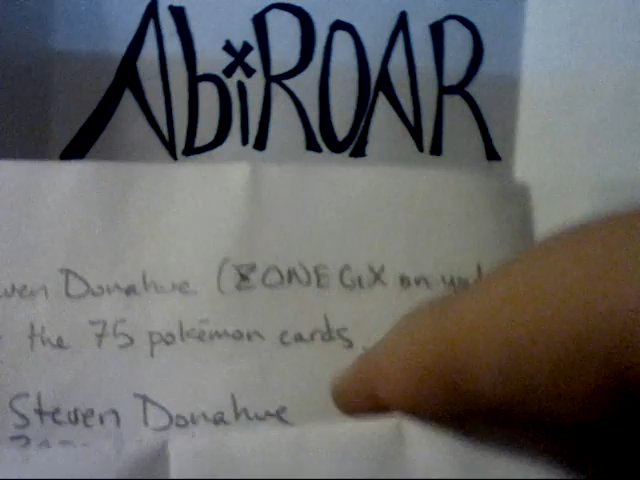 AbiROAR
Donahue (ZONEGIX on
the 75 pokémon cards
Steven Donahue